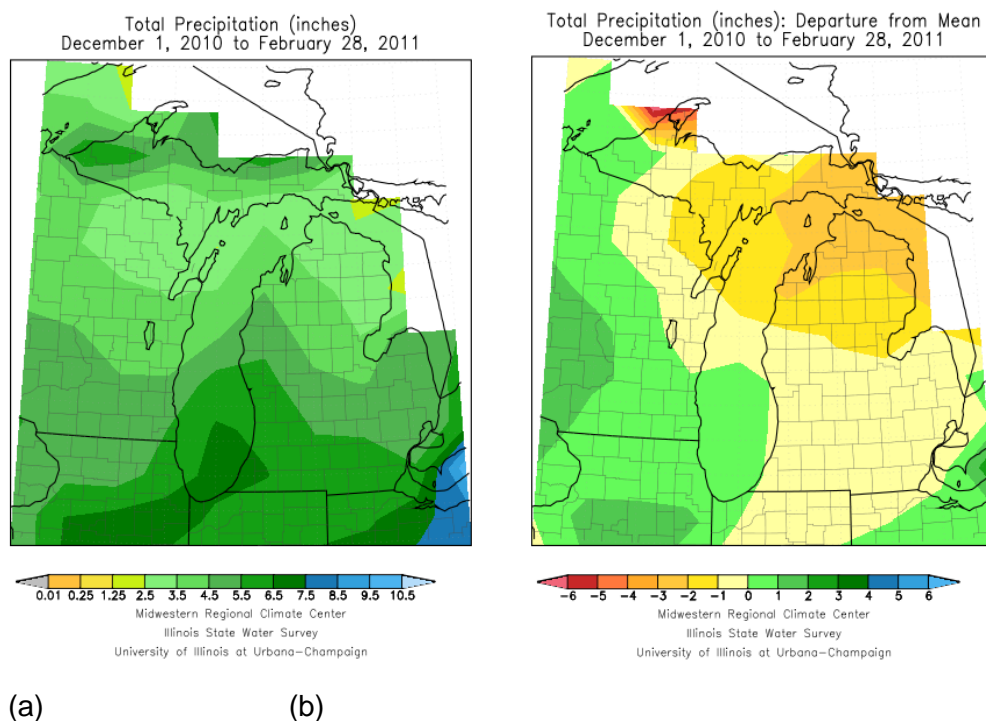 Total Precipitation (inches)
December 1, 2010 to February 28, 2011
0.01 0.25 1.25 2.5 3.5 4.5 5.5 6.5 7.5 8.5 9.5 10.5
Midwestern Regional Climate Center
Illinois State Water Survey
University of Illinois at Urbana-Champaign
Total Precipitation (inches): Departure from Mean
December 1, 2010 to February 28, 2011
-6 -5 -4 -3 -2 -1 0 1 2 3 4 5 6
Midwestern Regional Climate Center
Illinois State Water Survey
University of Illinois at Urbana-Champaign
(a) (b)